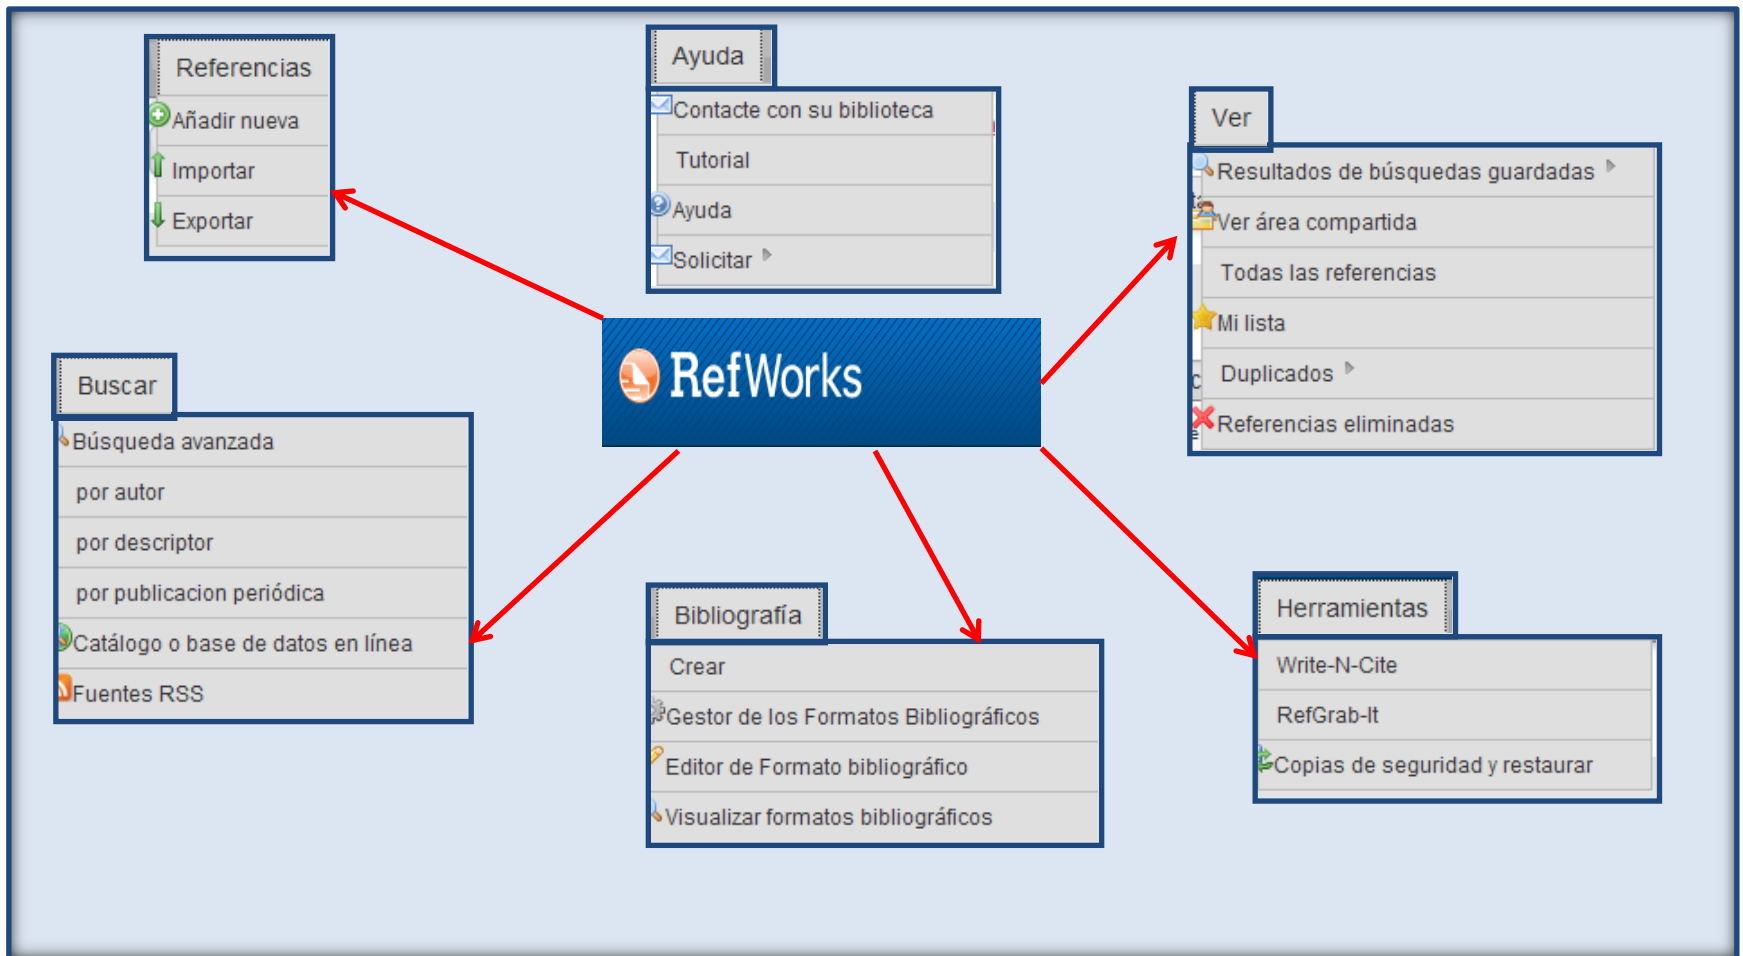 Referencias
Añadir nueva
Importar
Exportar
Ayuda
Contacte con su biblioteca
Tutorial
Ayuda
Solicitar
Ver
Resultados de búsquedas guardadas
Ver área compartida
Todas las referencias
Mi lista
Duplicados
Referencias eliminadas
RefWorks
Buscar
Búsqueda avanzada
por autor
por descriptor
por publicacion periódica
Catálogo o base de datos en línea
Fuentes RSS
Bibliografía
Crear
Gestor de los Formatos Bibliográficos
Editor de Formato bibliográfico
Visualizar formatos bibliográficos
Herramientas
Write-N-Cite
RefGrab-It
Copias de seguridad y restaurar